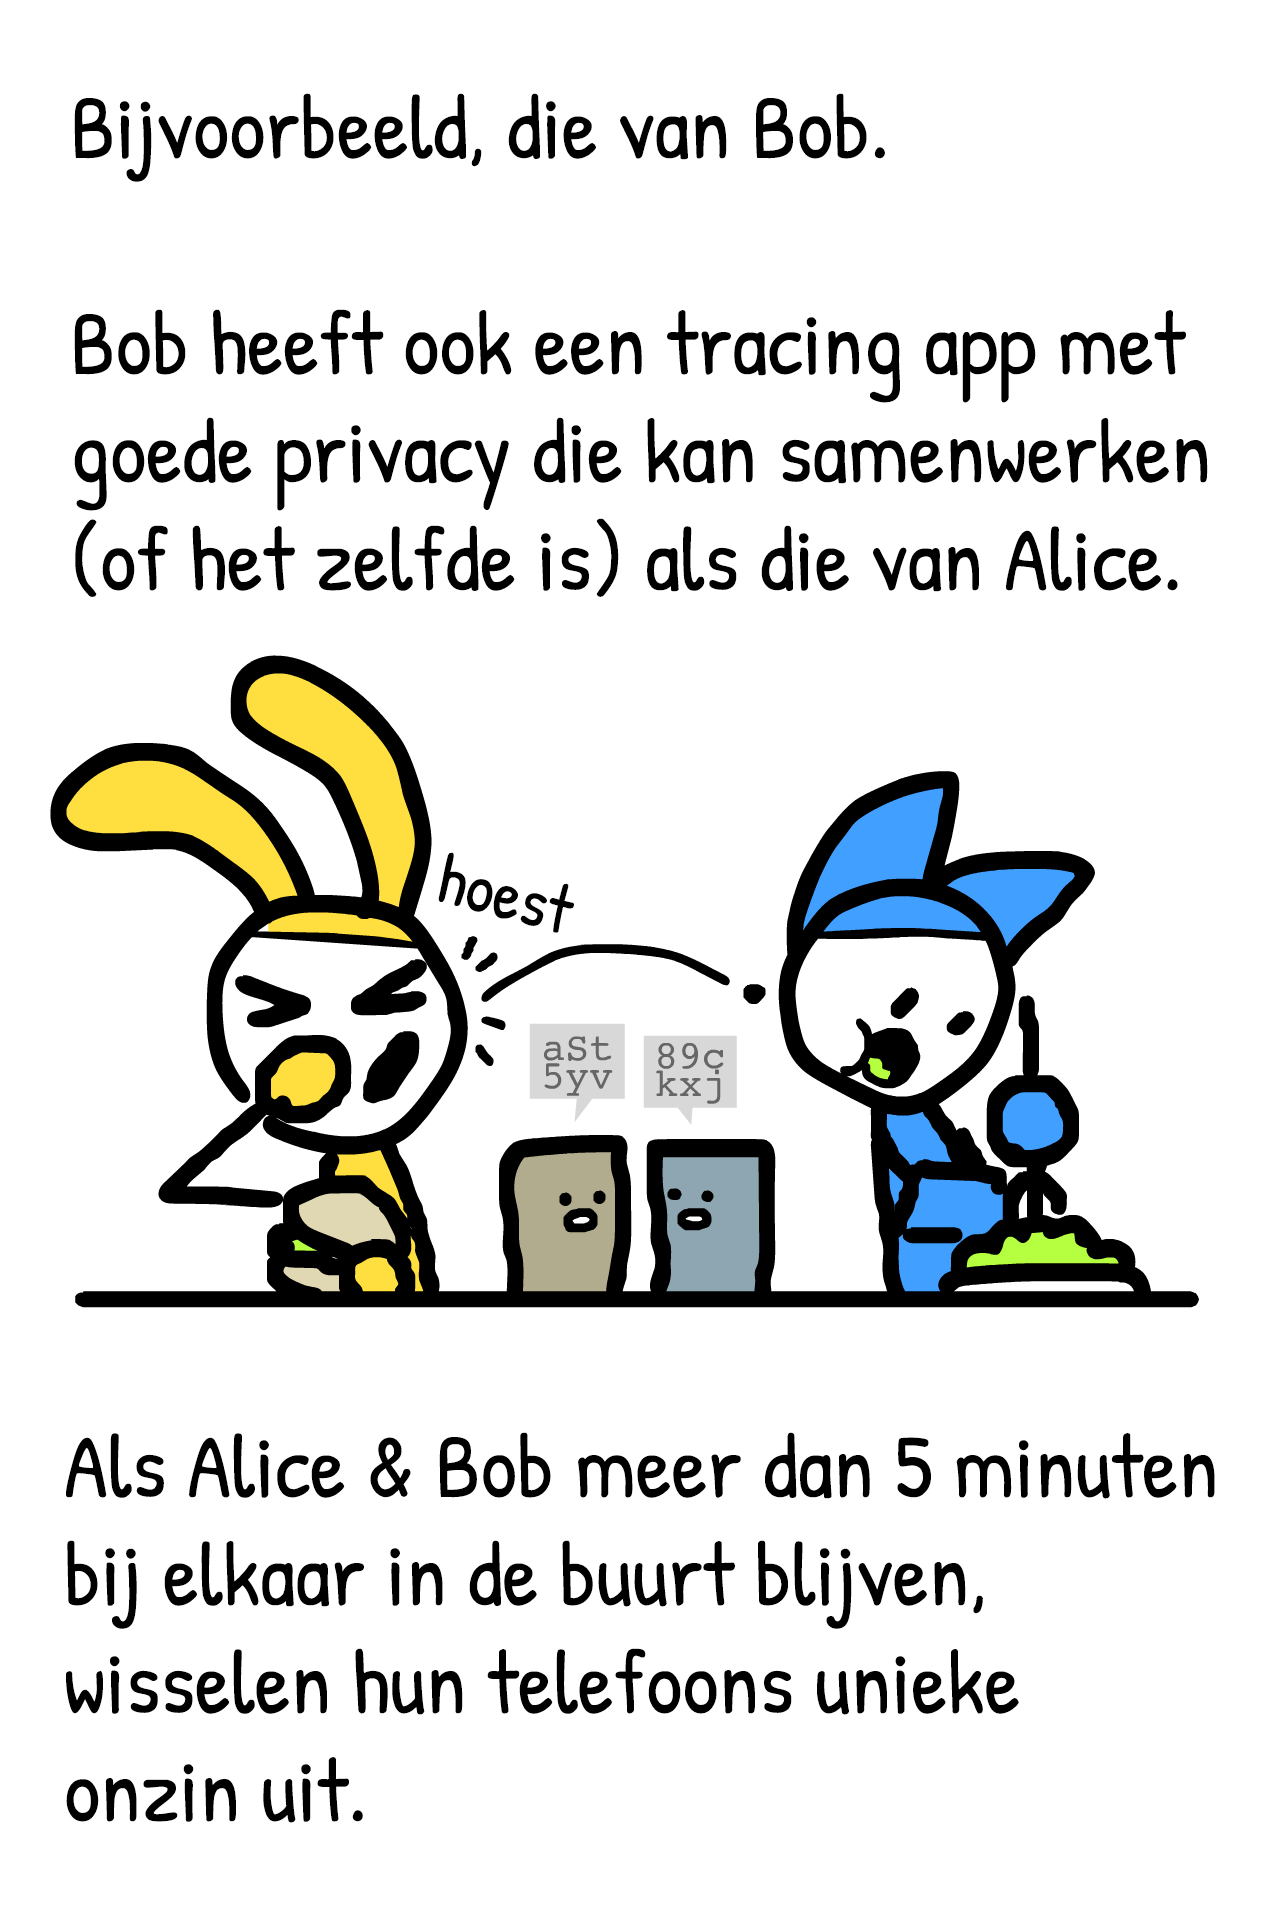 Bijvoorbeeld, die van Bob.
Bob heeft ook een tracing app met
goede privacy die kan samenwerken
(of het zelfde is) als die van Alice.
hoest
aSt
5yv
89c
kxj
Als Alice & Bob meer dan 5 minuten
bij elkaar in de buurt blijven,
wisselen hun telefoons unieke
onzin uit.